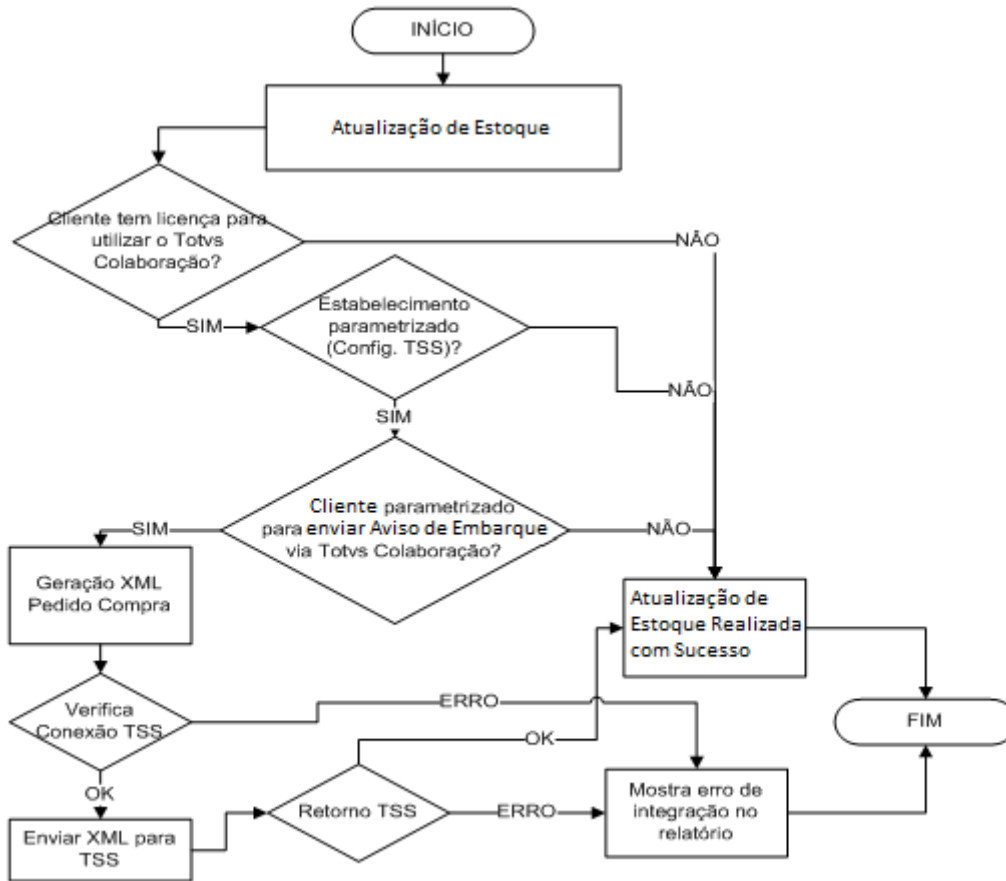 INÍCIO
Atualização de Estoque
Cliente tem licença para
utilizar o Totvs
Colaboração?
NÃO
SIM
Estabelecimento
parametrizado
(Config. TSS)?
NÃO
SIM
Cliente parametrizado
para enviar Aviso de Embarque
via Totvs Colaboração?
SIM
NÃO
Geração XML
Pedido Compra
Atualização de
Estoque Realizada
com Sucesso
Verifica
Conexão TSS
ERRO
OK
FIM
OK
Enviar XML para
TSS
Retorno TSS
ERRO
Mostra erro de
integração no
relatório